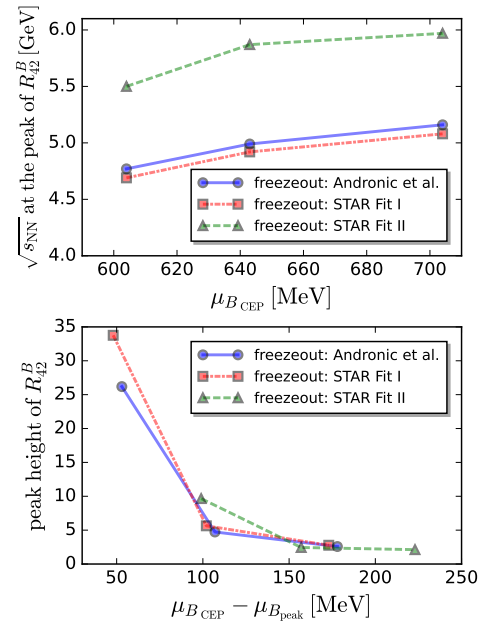 √s_NN at the peak of R^B_42 [GeV]
6.0
5.5
5.0
4.5
4.0
freezeout: Andronic et al.
freezeout: STAR Fit I
freezeout: STAR Fit II
600 620 640 660 680 700
μ_B CEP [MeV]
peak height of R^B_42
35
30
25
20
15
10
5
0
freezeout: Andronic et al.
freezeout: STAR Fit I
freezeout: STAR Fit II
50 100 150 200 250
μ_B CEP − μ_B peak [MeV]